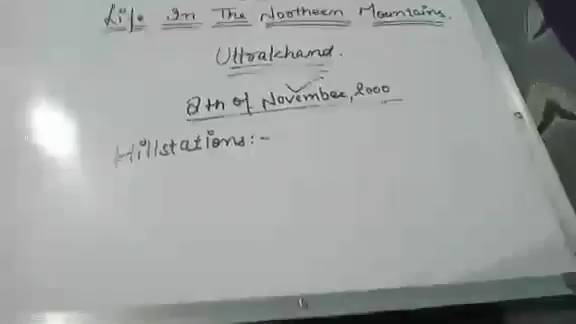 Life In The Northern Mountains.
Uttrakhand.
8th of November, 2000
Hillstations:-